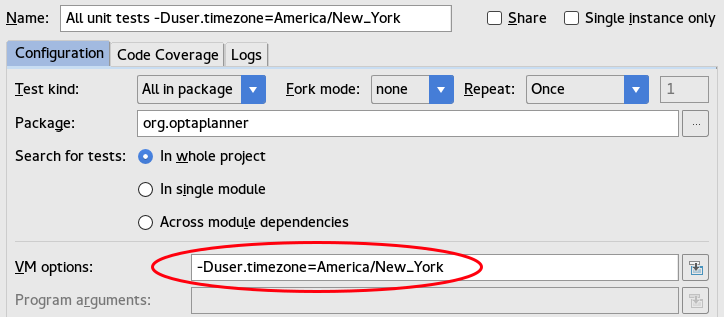 Name: All unit tests -Duser.timezone=America/New_York Share Single instance only
Configuration Code Coverage Logs
Test kind: All in package Fork mode: none Repeat: Once 1
Package: org.optaplanner ...
Search for tests: In whole project
In single module
Across module dependencies
VM options: -Duser.timezone=America/New_York
Program arguments: